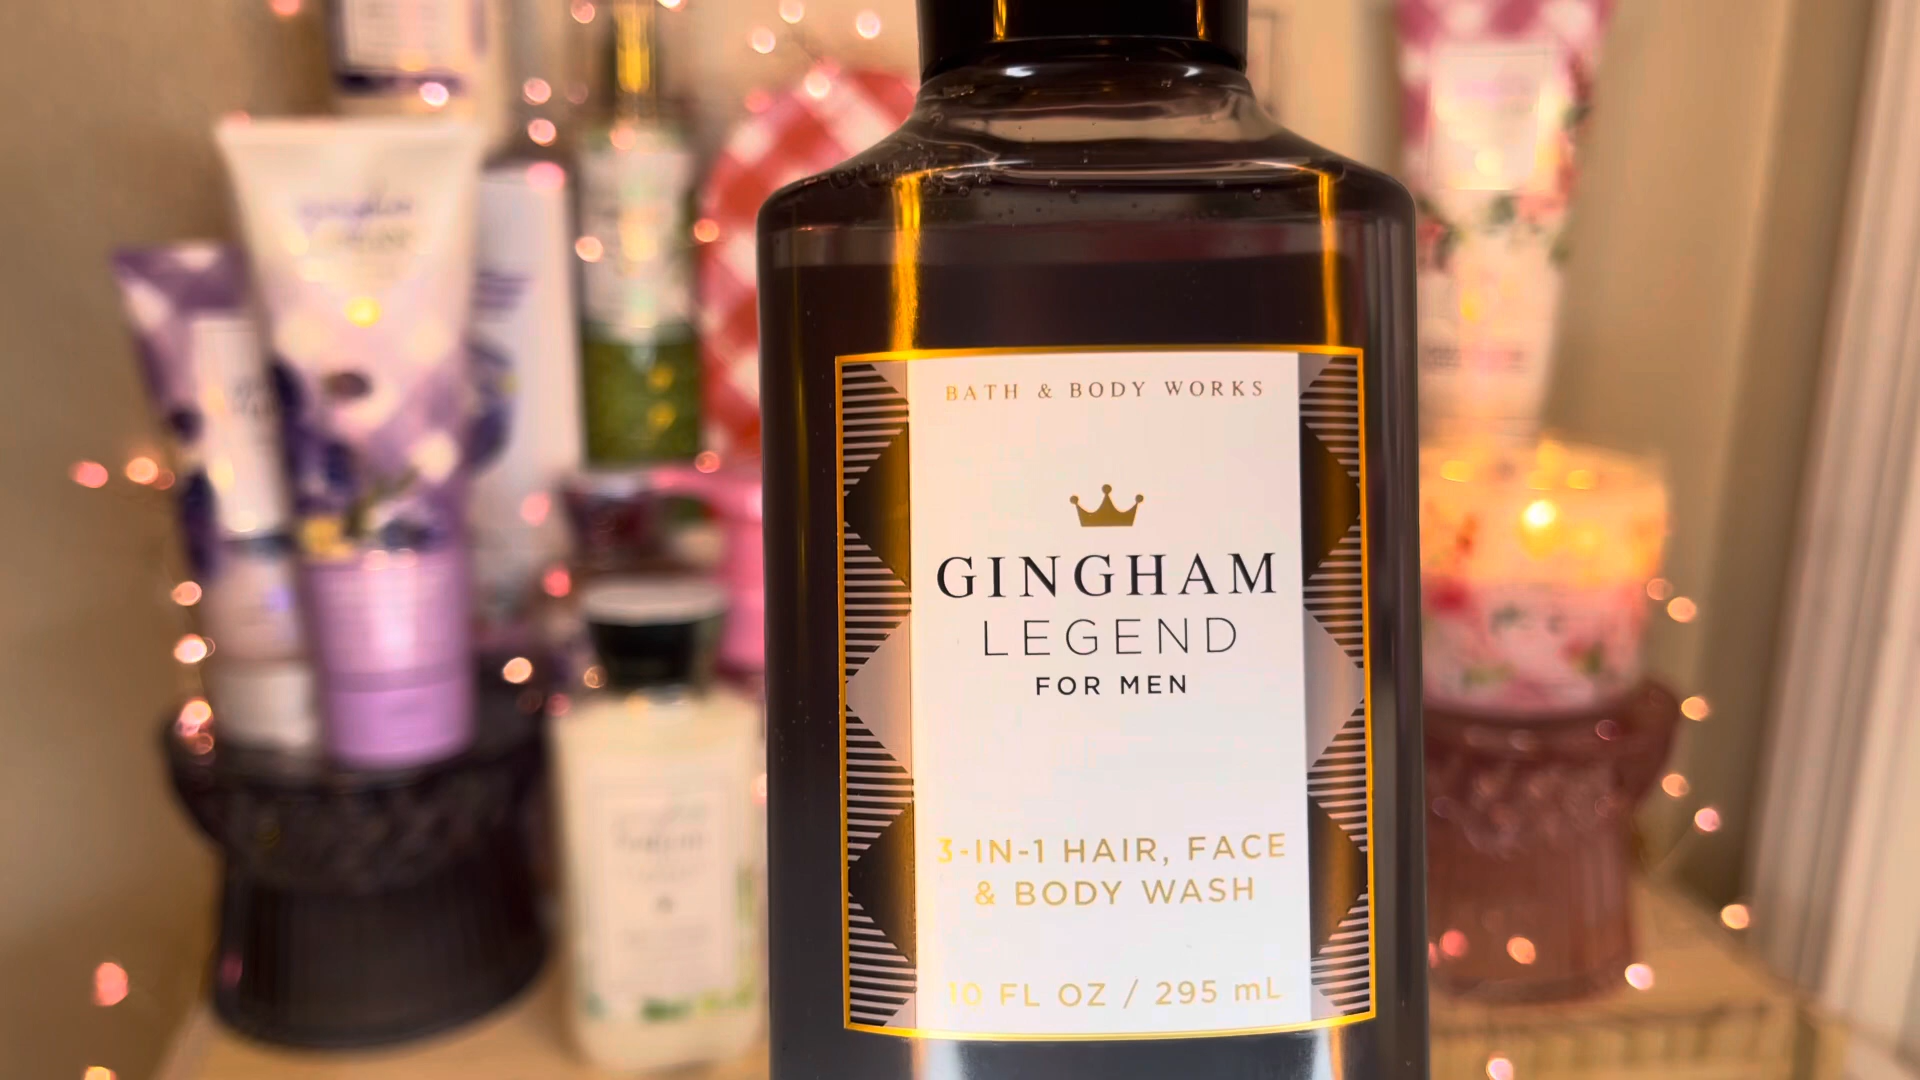 BATH & BODY WORKS
GINGHAM
LEGEND
FOR MEN
3-IN-1 HAIR, FACE
& BODY WASH
10 FL OZ / 295 mL